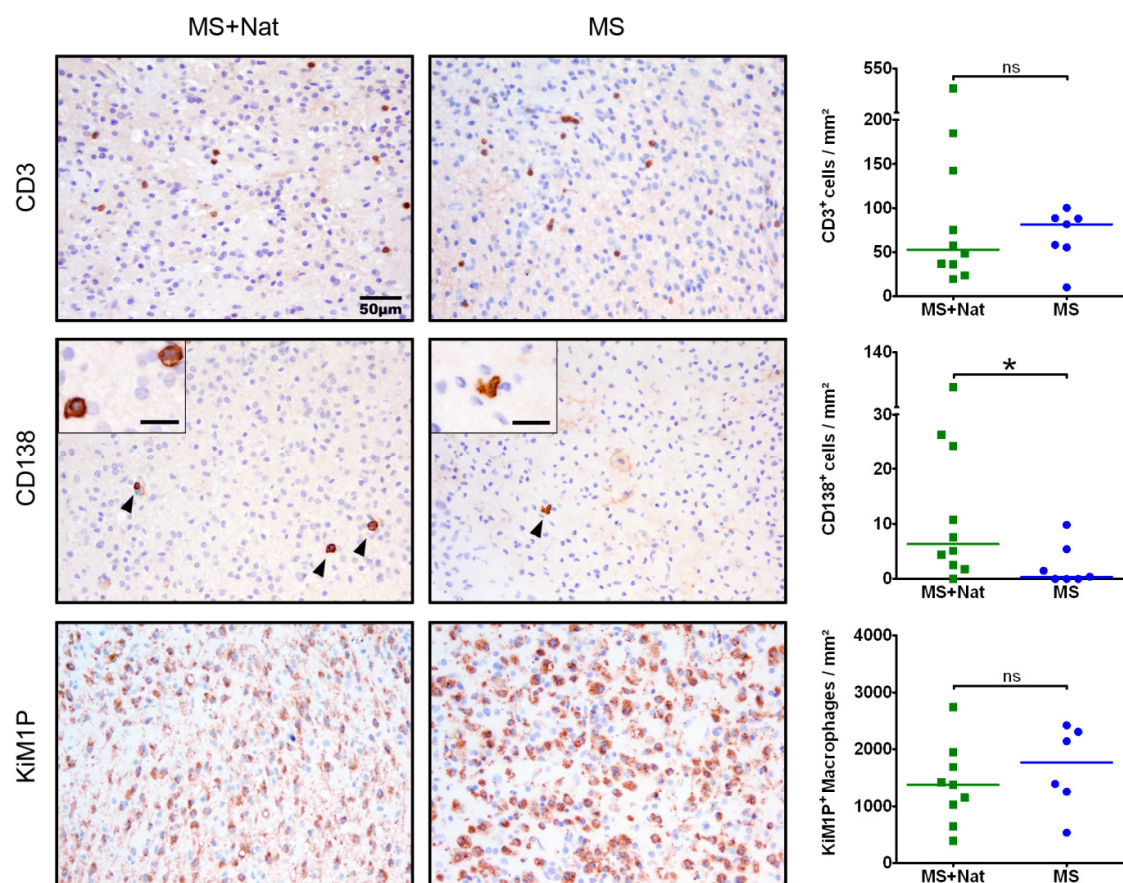 MS+Nat
MS
CD3
50µm
CD3⁺ cells / mm²
550
200
150
100
50
0
ns
MS+Nat
MS
CD138
CD138⁺ cells / mm²
140
30
20
10
0
*
MS+Nat
MS
KiM1P
KiM1P⁺ Macrophages / mm²
4000
3000
2000
1000
0
ns
MS+Nat
MS